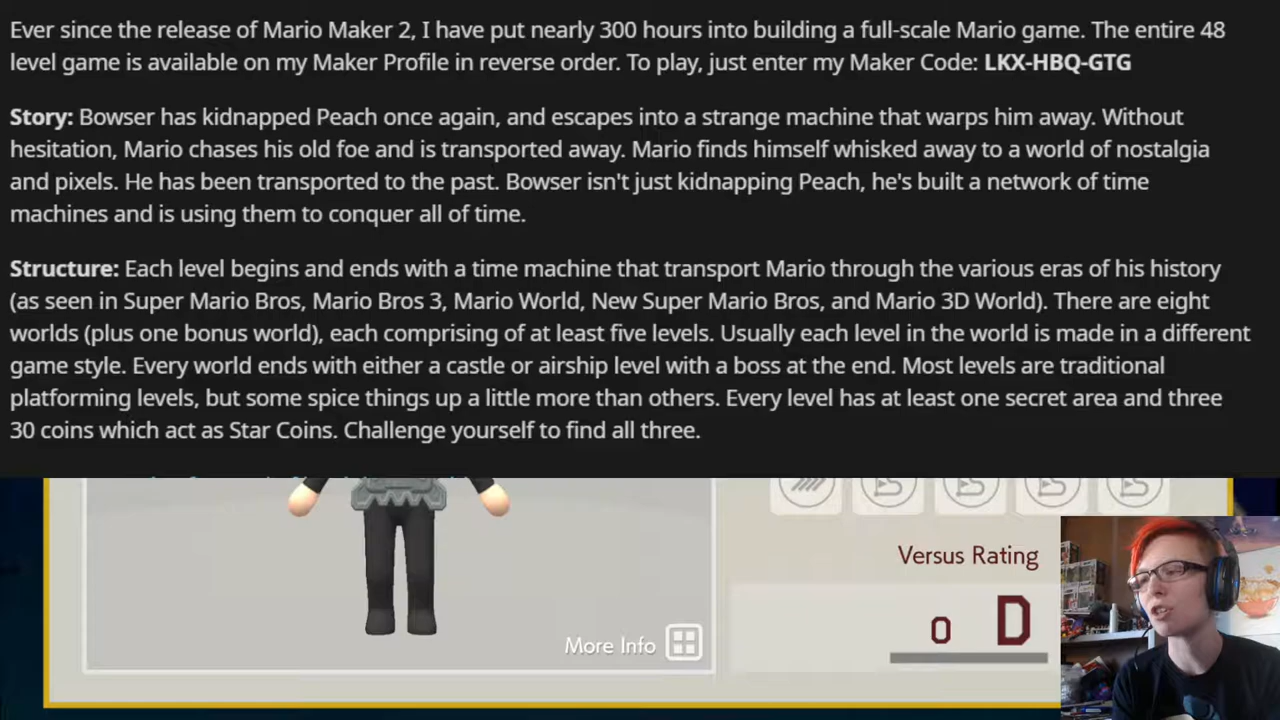 Ever since the release of Mario Maker 2, I have put nearly 300 hours into building a full-scale Mario game. The entire 48
level game is available on my Maker Profile in reverse order. To play, just enter my Maker Code: LKX-HBQ-GTG
Story: Bowser has kidnapped Peach once again, and escapes into a strange machine that warps him away. Without
hesitation, Mario chases his old foe and is transported away. Mario finds himself whisked away to a world of nostalgia
and pixels. He has been transported to the past. Bowser isn't just kidnapping Peach, he's built a network of time
machines and is using them to conquer all of time.
Structure: Each level begins and ends with a time machine that transport Mario through the various eras of his history
(as seen in Super Mario Bros, Mario Bros 3, Mario World, New Super Mario Bros, and Mario 3D World). There are eight
worlds (plus one bonus world), each comprising of at least five levels. Usually each level in the world is made in a different
game style. Every world ends with either a castle or airship level with a boss at the end. Most levels are traditional
platforming levels, but some spice things up a little more than others. Every level has at least one secret area and three
30 coins which act as Star Coins. Challenge yourself to find all three.
Versus Rating
0 D
More Info